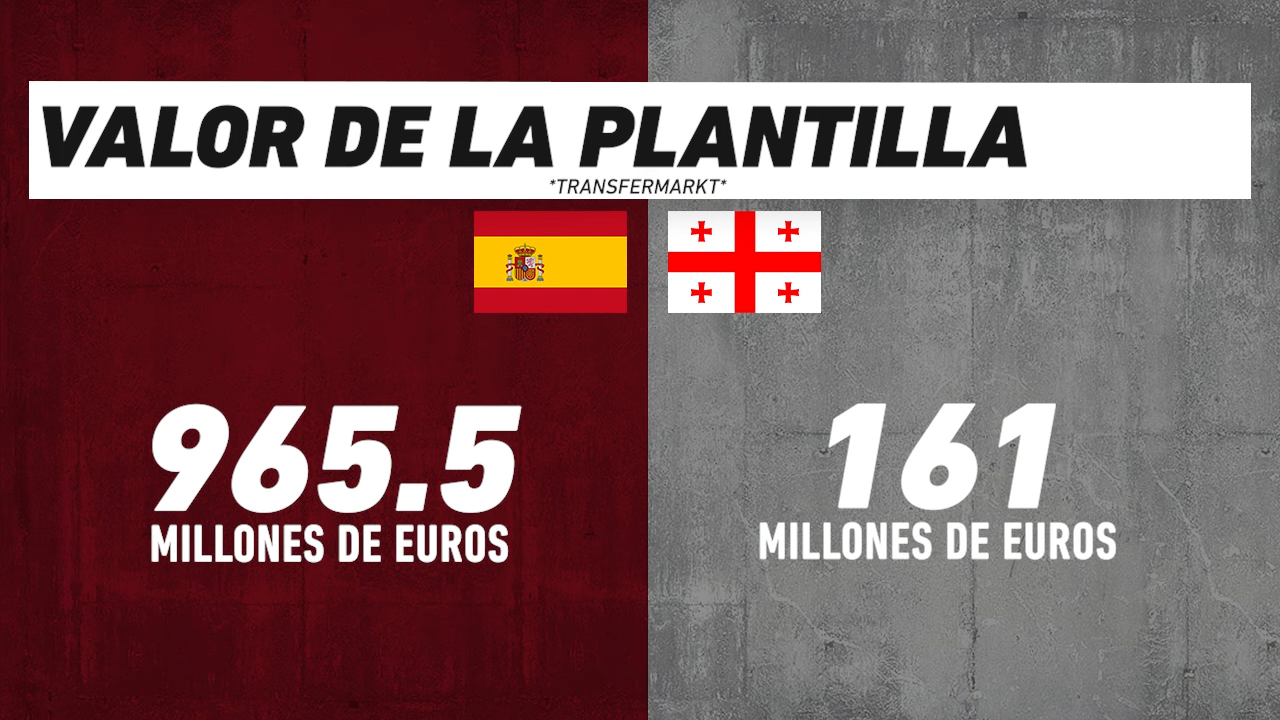 VALOR DE LA PLANTILLA
*TRANSFERMARKT*
965.5
MILLONES DE EUROS
161
MILLONES DE EUROS